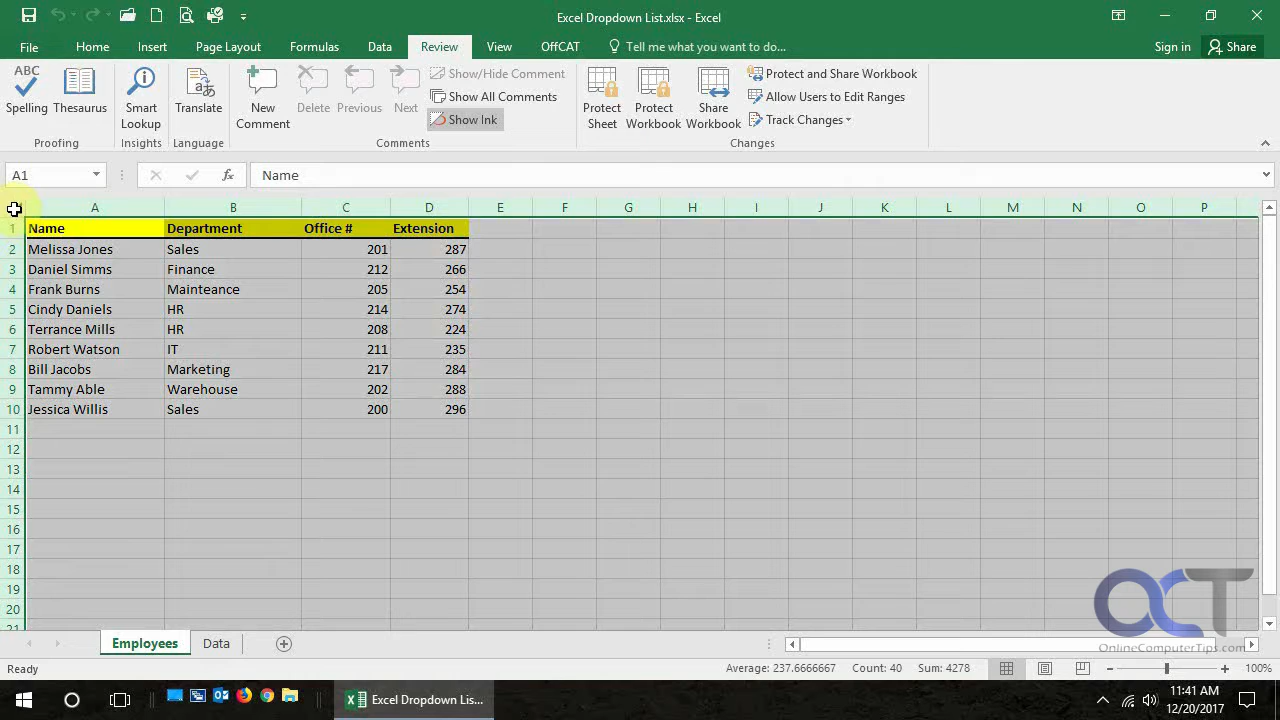 Excel Dropdown List.xlsx - Excel
File Home Insert Page Layout Formulas Data Review View OffCAT Tell me what you want to do... Sign in Share
ABC
Spelling Thesaurus Smart Lookup Translate New Comment Delete Previous Next Show/Hide Comment
Show All Comments
Show Ink
Protect Sheet Protect Workbook Share Workbook Protect and Share Workbook
Allow Users to Edit Ranges
Track Changes
Proofing Insights Language Comments Changes
A1 fx Name
A B C D E F G H I J K L M N O P
1 Name Department Office # Extension
2 Melissa Jones Sales 201 287
3 Daniel Simms Finance 212 266
4 Frank Burns Mainteance 205 254
5 Cindy Daniels HR 214 274
6 Terrance Mills HR 208 224
7 Robert Watson IT 211 235
8 Bill Jacobs Marketing 217 284
9 Tammy Able Warehouse 202 288
10 Jessica Willis Sales 200 296
11
12
13
14
15
16
17
18
19
20
21
OCT
OnlineComputerTips.com
Employees Data
Ready Average: 237.6666667 Count: 40 Sum: 4278 100%
Excel Dropdown Lis... 11:41 AM
12/20/2017